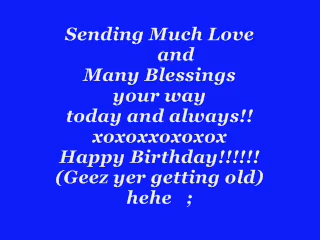 Sending Much Love
and
Many Blessings
your way
today and always!!
xoxoxxoxoxox
Happy Birthday!!!!!!
(Geez yer getting old)
hehe ;